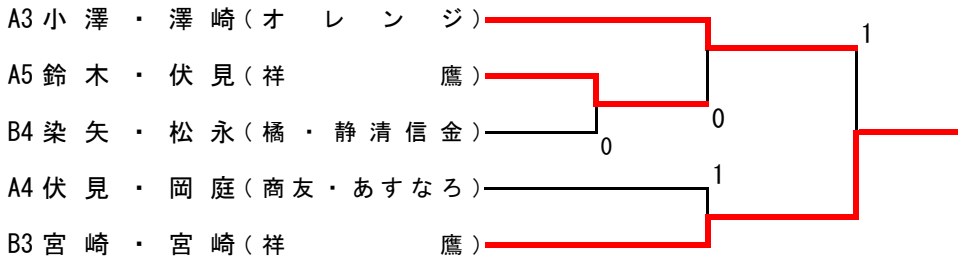 A3 小澤・澤崎(オレンジ)
1
A5 鈴木・伏見(祥鷹)
0
B4 染矢・松永(橘・静清信金)
0
A4 伏見・岡庭(商友・あすなろ)
1
B3 宮崎・宮崎(祥鷹)